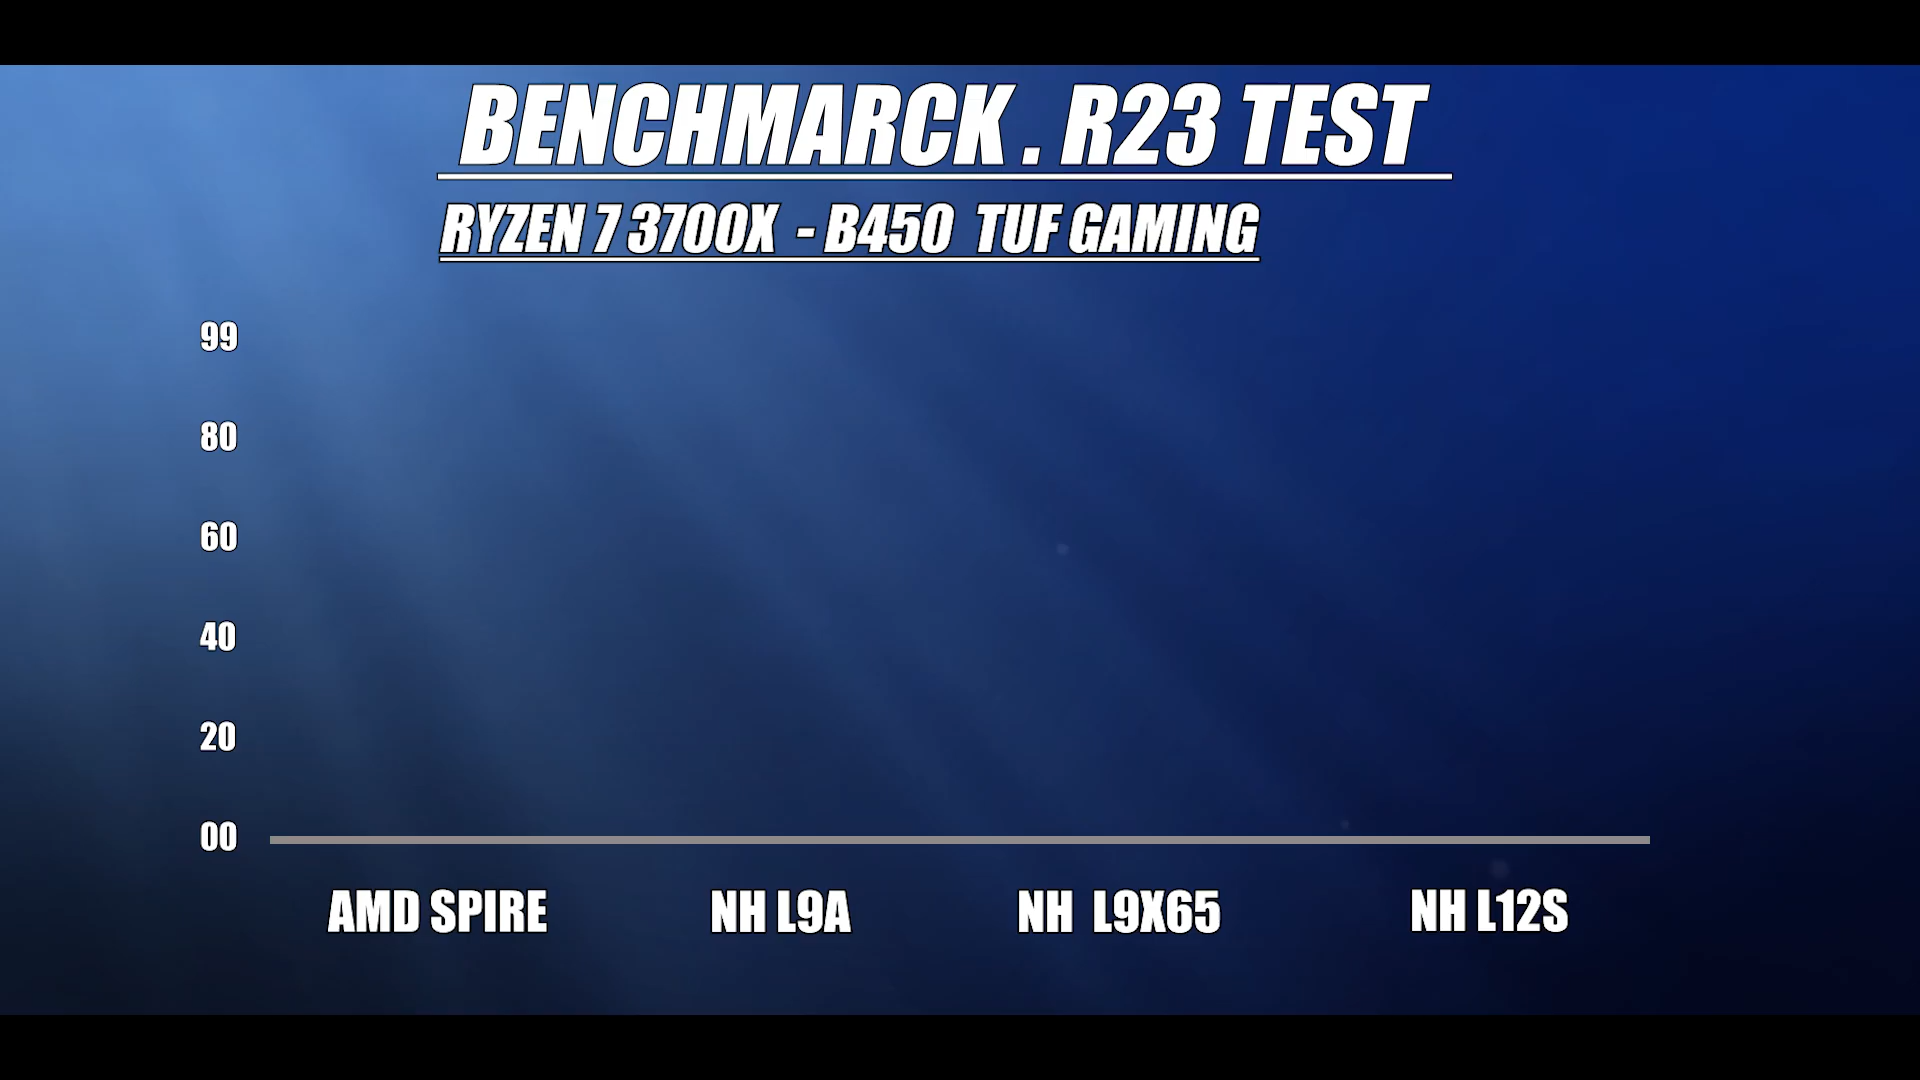 BENCHMARCK . R23 TEST
RYZEN 7 3700X - B450 TUF GAMING
99
80
60
40
20
00
AMD SPIRE NH L9A NH L9X65 NH L12S